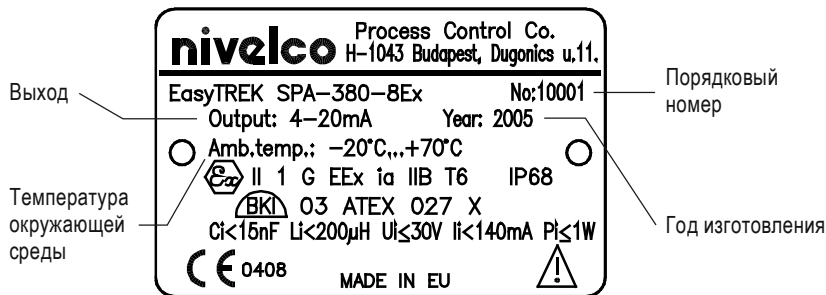 nivelco Process Control Co.
H-1043 Budapest, Dugonics u.11.
EasyTREK SPA-380-8Ex No:10001
Output: 4-20mA Year: 2005
Amb.temp.: -20°C...+70°C
Ex II 1 G EEx ia IIB T6 IP68
BKI 03 ATEX 027 X
Ci<15nF Li<200µH Ui≤30V Ii<140mA Pi≤1W
CE 0408 MADE IN EU
Выход
Температура
окружающей
среды
Порядковый
номер
Год изготовления